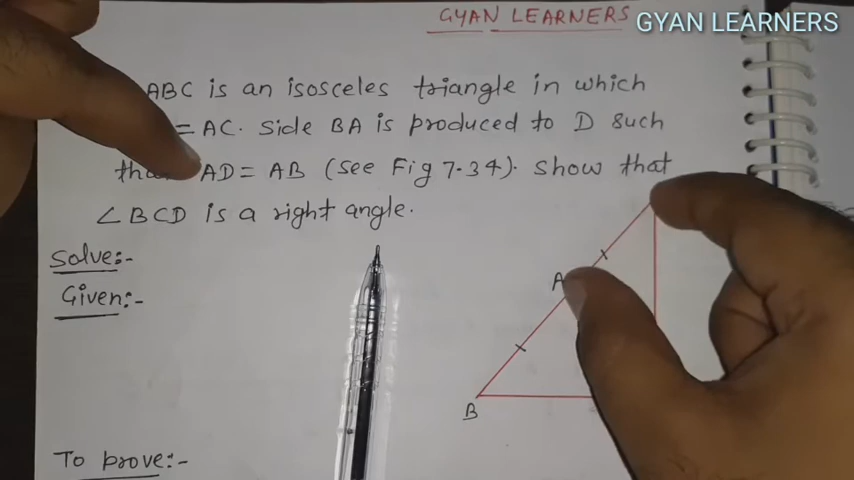 GYAN LEARNERS GYAN LEARNERS
ABC is an isosceles triangle in which
= AC. Side BA is produced to D such
AD = AB (See Fig 7.34). Show that
∠BCD is a right angle.
Solve:-
Given:-
A
B
To prove:-